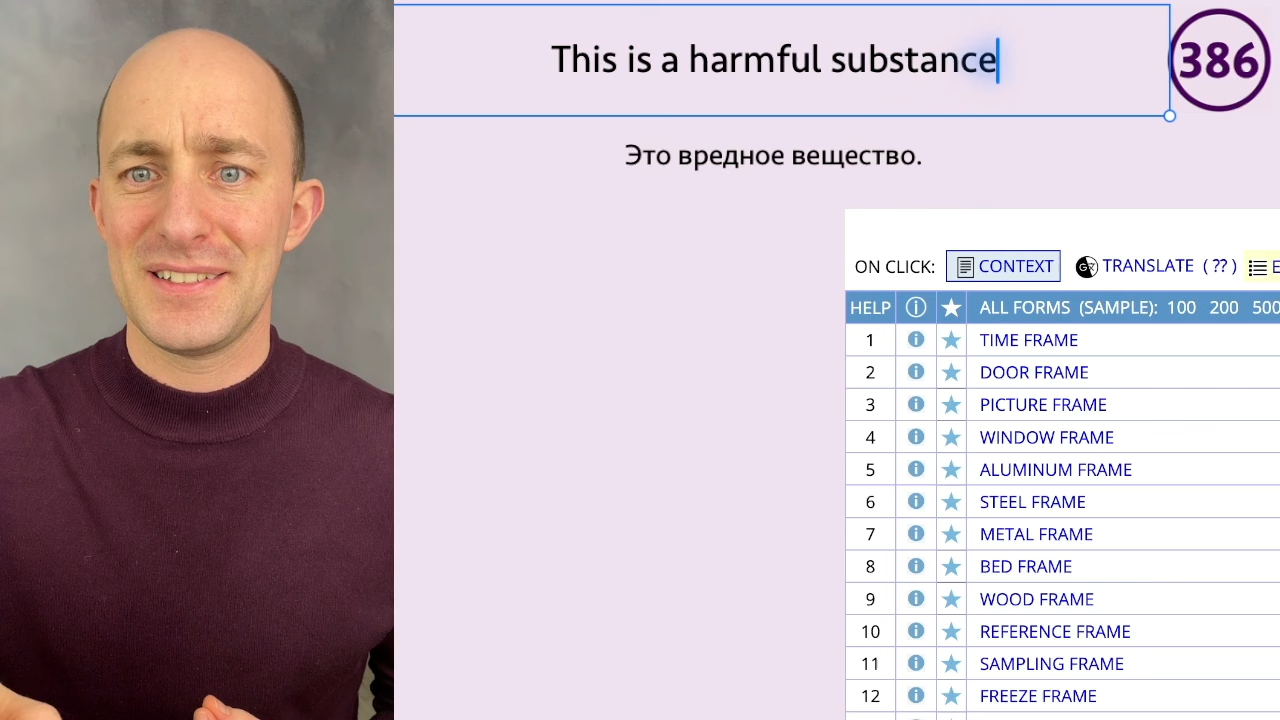 This is a harmful substance
386
Это вредное вещество.
ON CLICK: CONTEXT TRANSLATE ( ?? ) E
HELP ALL FORMS (SAMPLE): 100 200 500
1 TIME FRAME
2 DOOR FRAME
3 PICTURE FRAME
4 WINDOW FRAME
5 ALUMINUM FRAME
6 STEEL FRAME
7 METAL FRAME
8 BED FRAME
9 WOOD FRAME
10 REFERENCE FRAME
11 SAMPLING FRAME
12 FREEZE FRAME